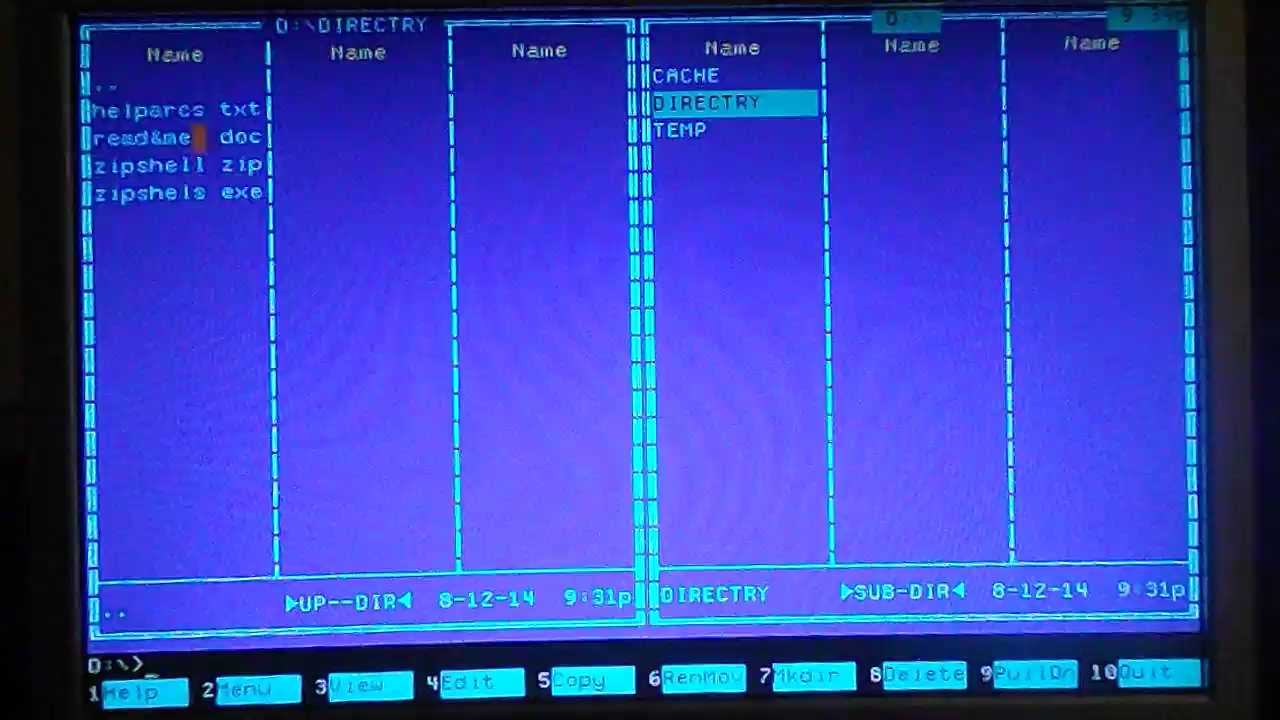 D:\DIRECTRY
D:\
Name Name Name
Name Name Name
..
helparcs txt
read&me doc
zipshell zip
zipshels exe
CACHE
DIRECTRY
TEMP
.. ►UP--DIR◄ 8-12-14 9:31p
DIRECTRY ►SUB-DIR◄ 8-12-14 9:31p
D:\>_
1Help 2Menu 3View 4Edit 5Copy 6RenMov 7Mkdir 8Delete 9PullDn 10Quit